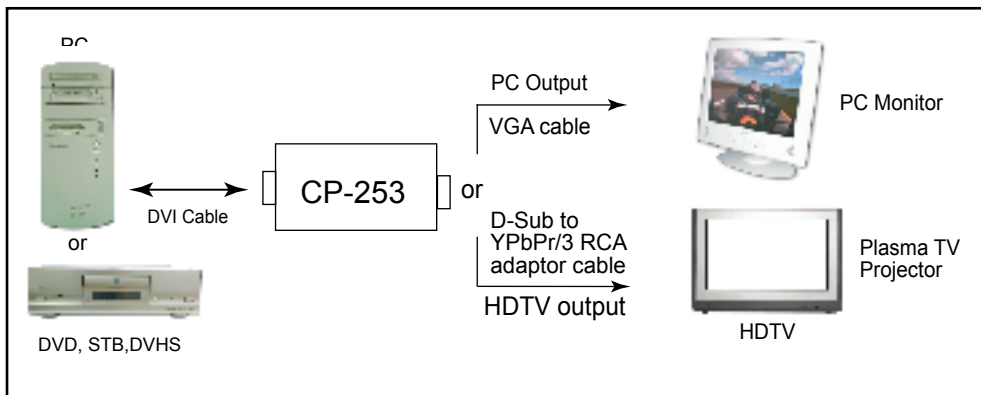 PC
DVI Cable
or
DVD, STB,DVHS
CP-253
or
PC Output
VGA cable
D-Sub to
YPbPr/3 RCA
adaptor cable
HDTV output
PC Monitor
HDTV
Plasma TV
Projector